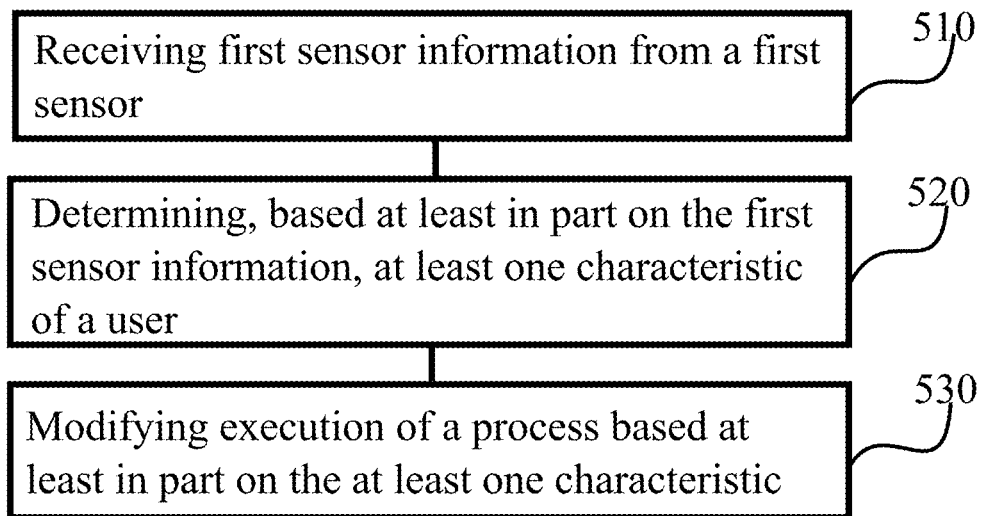 510
Receiving first sensor information from a first
sensor
520
Determining, based at least in part on the first
sensor information, at least one characteristic
of a user
530
Modifying execution of a process based at
least in part on the at least one characteristic